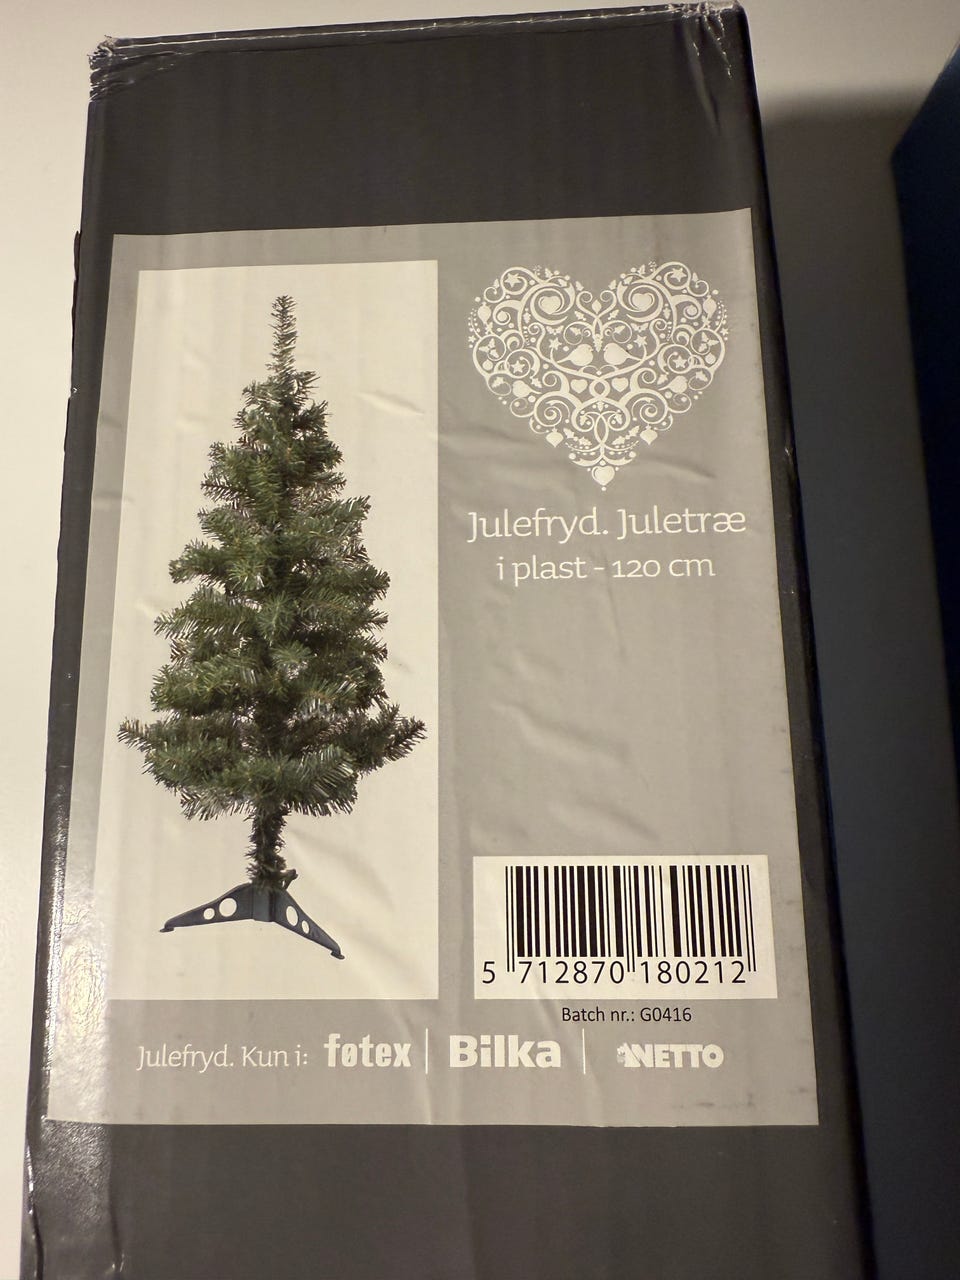 Julefryd. Juletræ
i plast - 120 cm
5 712870 180212
Batch nr.: G0416
Julefryd. Kun i: føtex Bilka NETTO